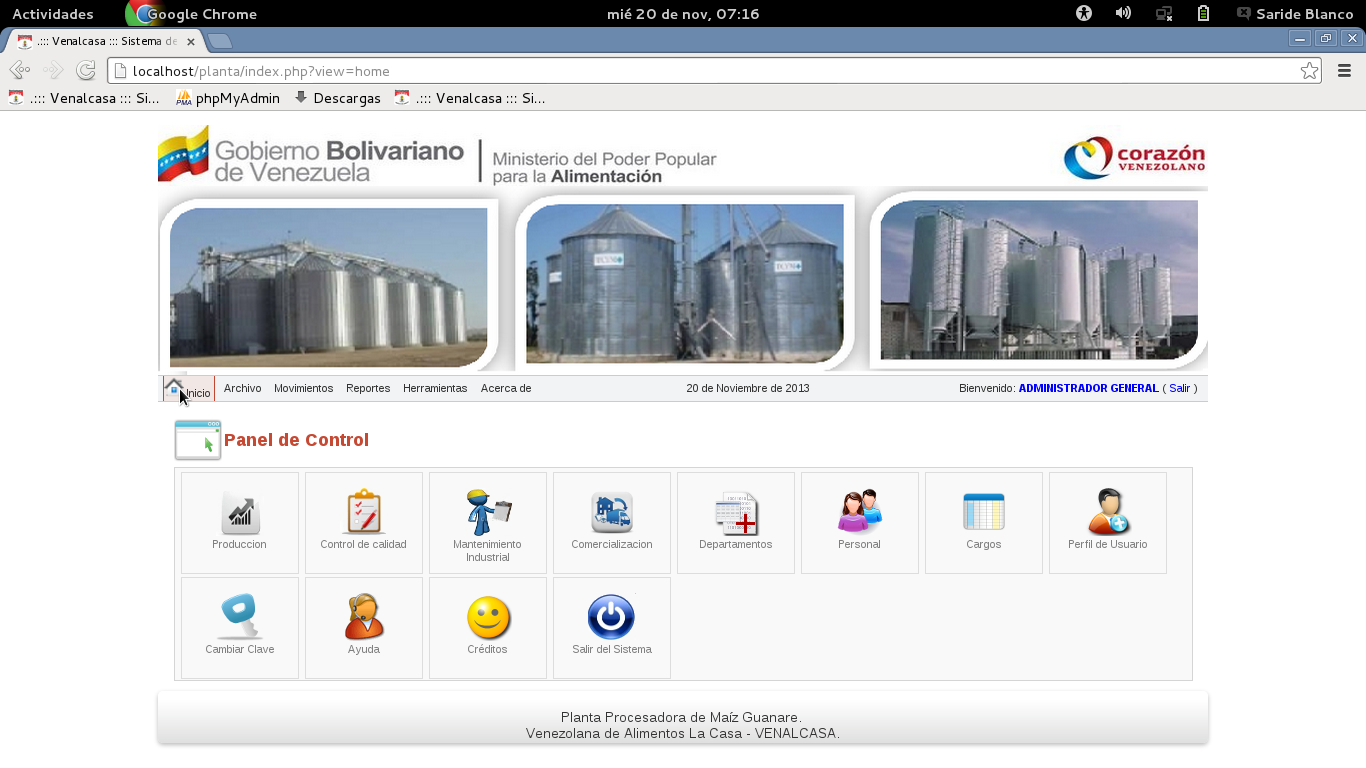 Actividades Google Chrome mié 20 de nov, 07:16 Saride Blanco
.::: Venalcasa ::: Sistema de
localhost/planta/index.php?view=home
.::: Venalcasa ::: Si... phpMyAdmin Descargas .::: Venalcasa ::: Si...
Gobierno Bolivariano
de Venezuela
Ministerio del Poder Popular
para la Alimentación
corazón
VENEZOLANO
Inicio Archivo Movimientos Reportes Herramientas Acerca de 20 de Noviembre de 2013 Bienvenido: ADMINISTRADOR GENERAL ( Salir )
Panel de Control
Produccion
Control de calidad
Mantenimiento
Industrial
Comercializacion
Departamentos
Personal
Cargos
Perfil de Usuario
Cambiar Clave
Ayuda
Créditos
Salir del Sistema
Planta Procesadora de Maíz Guanare.
Venezolana de Alimentos La Casa - VENALCASA.